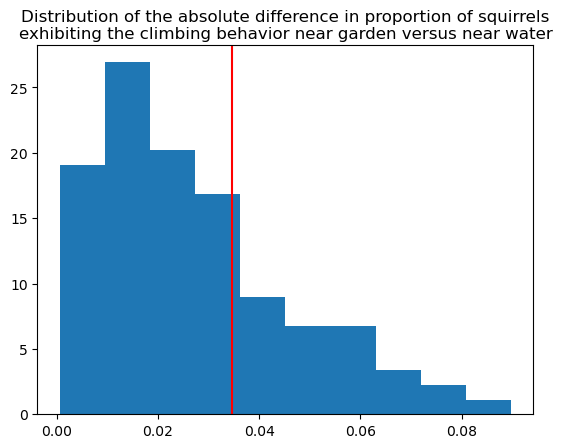 Distribution of the absolute difference in proportion of squirrels
exhibiting the climbing behavior near garden versus near water
25
20
15
10
5
0
0.00 0.02 0.04 0.06 0.08